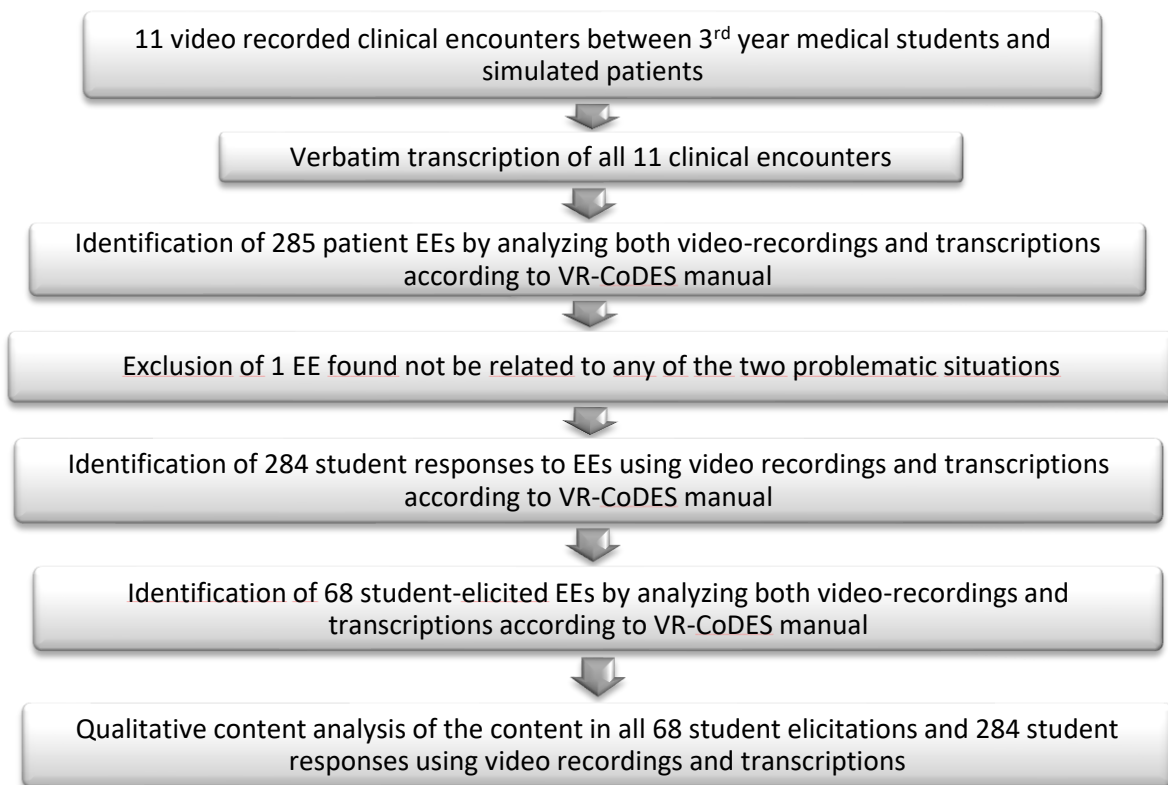 11 video recorded clinical encounters between 3rd year medical students and
simulated patients
Verbatim transcription of all 11 clinical encounters
Identification of 285 patient EEs by analyzing both video-recordings and transcriptions
according to VR-CoDES manual
Exclusion of 1 EE found not be related to any of the two problematic situations
Identification of 284 student responses to EEs using video recordings and transcriptions
according to VR-CoDES manual
Identification of 68 student-elicited EEs by analyzing both video-recordings and
transcriptions according to VR-CoDES manual
Qualitative content analysis of the content in all 68 student elicitations and 284 student
responses using video recordings and transcriptions